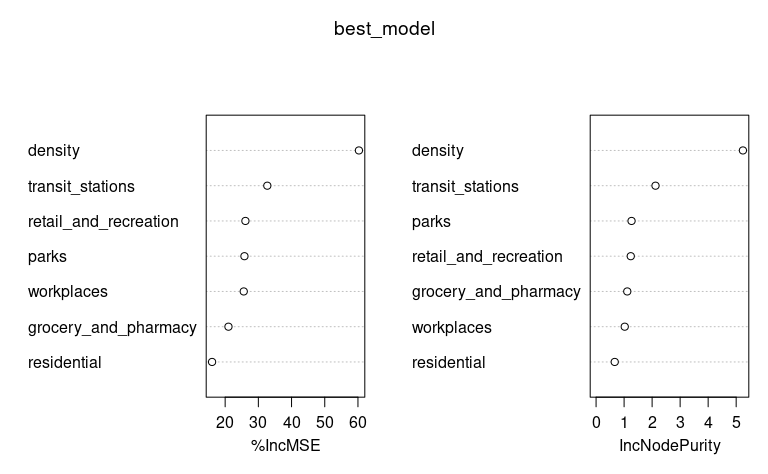 best_model
density
transit_stations
retail_and_recreation
parks
workplaces
grocery_and_pharmacy
residential
20 30 40 50 60
%IncMSE
density
transit_stations
parks
retail_and_recreation
grocery_and_pharmacy
workplaces
residential
0 1 2 3 4 5
IncNodePurity